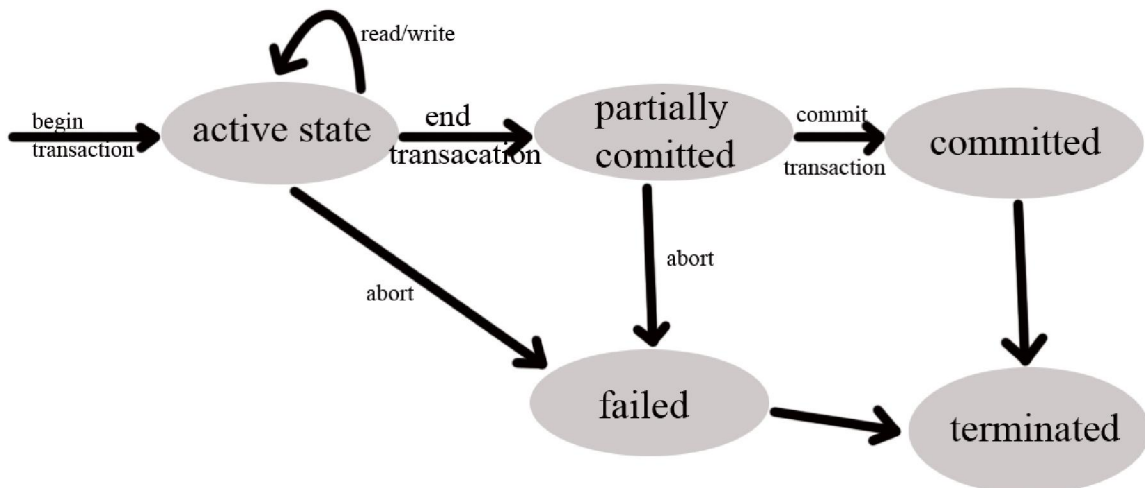 read/write
begin
transaction
active state
end
transacation
partially
comitted
commit
transaction
committed
abort
abort
failed
terminated